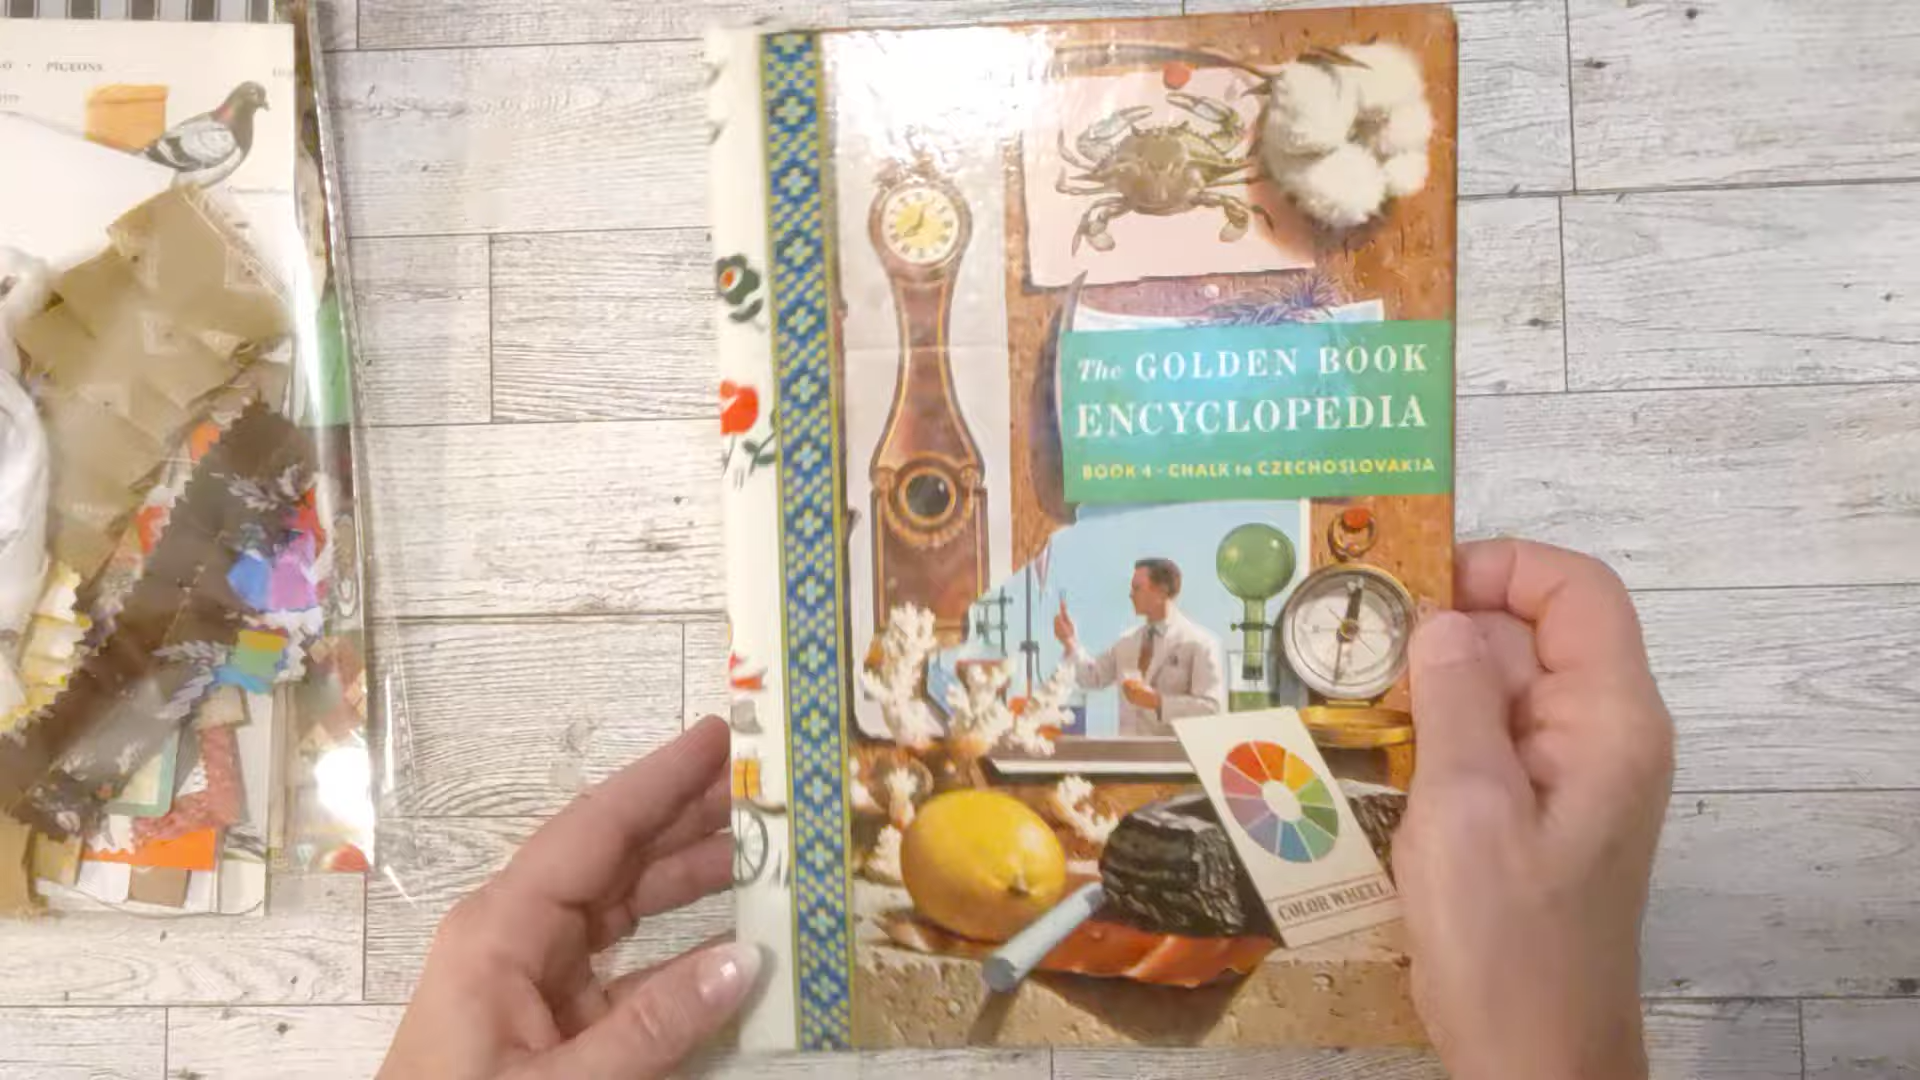 PIGEONS
The GOLDEN BOOK
ENCYCLOPEDIA
BOOK 4 - CHALK to CZECHOSLOVAKIA
COLOR WHEEL